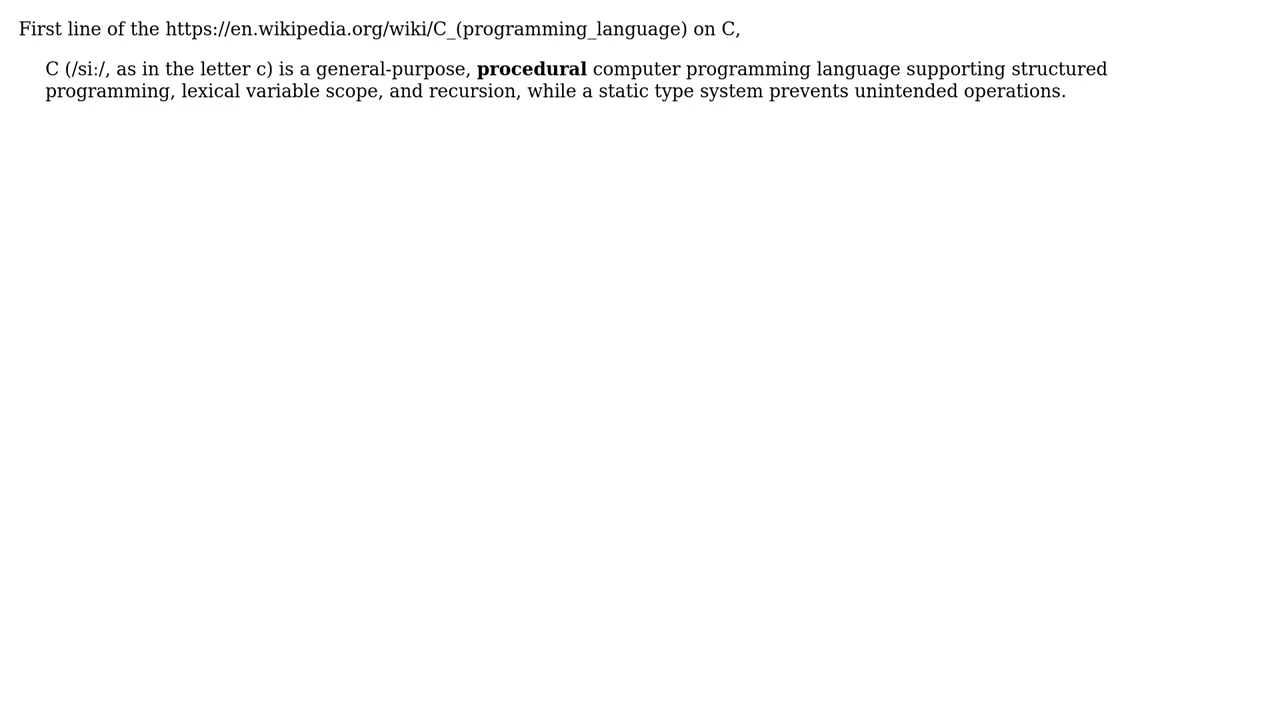 First line of the https://en.wikipedia.org/wiki/C_(programming_language) on C,
C (/siː/, as in the letter c) is a general-purpose, procedural computer programming language supporting structured
programming, lexical variable scope, and recursion, while a static type system prevents unintended operations.